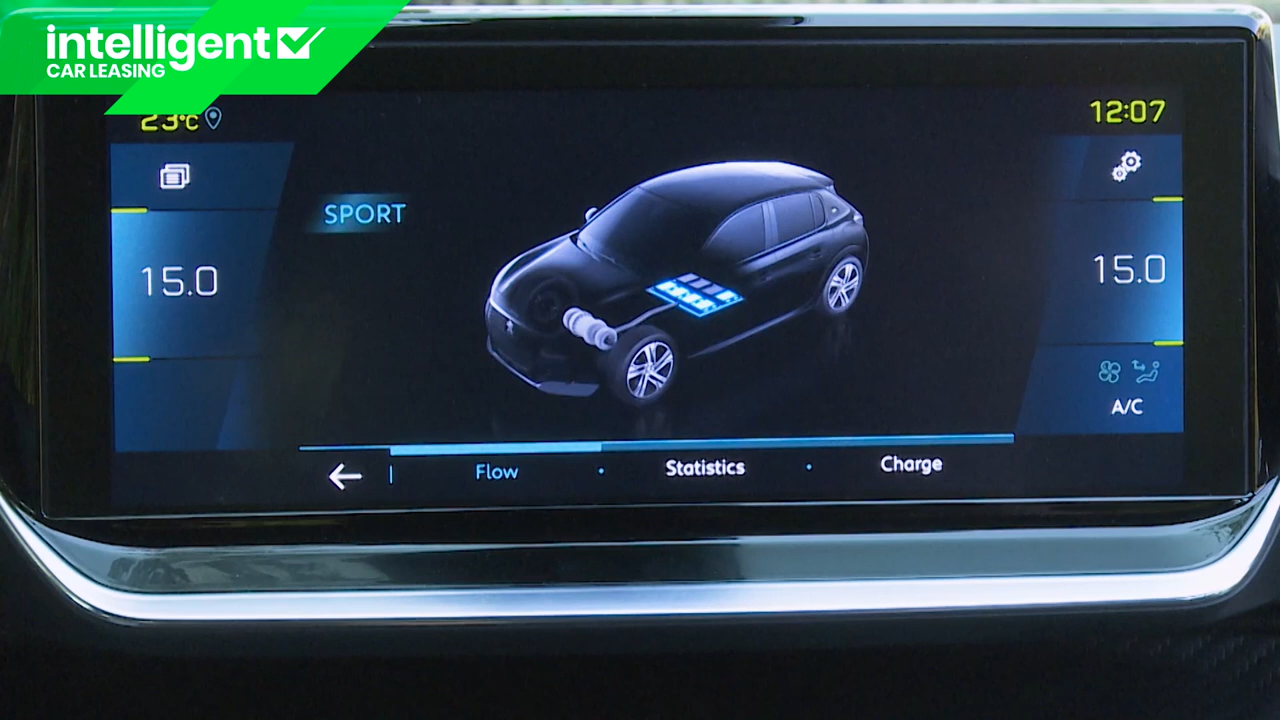 intelligent
CAR LEASING
23°C
12:07
SPORT
15.0
15.0
A/C
Flow
Statistics
Charge